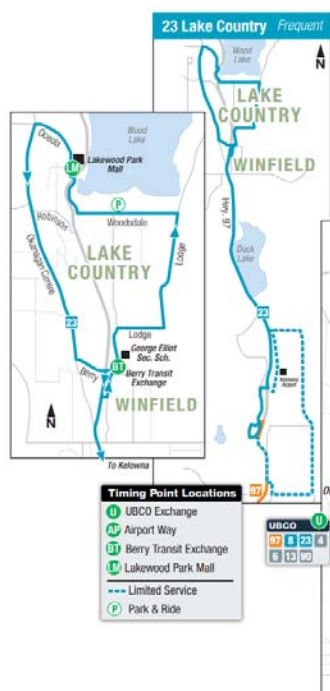 23 Lake Country Frequent
Wood
Lake
N
LAKE
COUNTRY
WINFIELD
Hwy. 97
Duck
Lake
23
Kelowna
Airport
97
UBCO
U
97 8 23 4
6 13 90
Wood
Lake
Oceola
LM
Lakewood Park
Mall
P
Woodsdale
Robinson
Okanagan Centre
LAKE
COUNTRY
Lodge
23
Lodge
George Elliot
Sec. Sch.
BT
Berry Transit
Exchange
Berry
N
WINFIELD
To Kelowna
Timing Point Locations
U UBCO Exchange
AP Airport Way
BT Berry Transit Exchange
LM Lakewood Park Mall
Limited Service
P Park & Ride